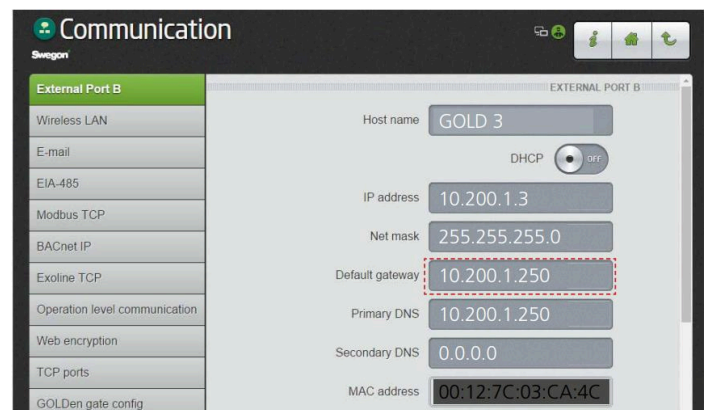 Communication
Swegon
External Port B
Wireless LAN
E-mail
EIA-485
Modbus TCP
BACnet IP
Exoline TCP
Operation level communication
Web encryption
TCP ports
GOLDen gate config
EXTERNAL PORT B
Host name GOLD 3
DHCP OFF
IP address 10.200.1.3
Net mask 255.255.255.0
Default gateway 10.200.1.250
Primary DNS 10.200.1.250
Secondary DNS 0.0.0.0
MAC address 00:12:7C:03:CA:4C